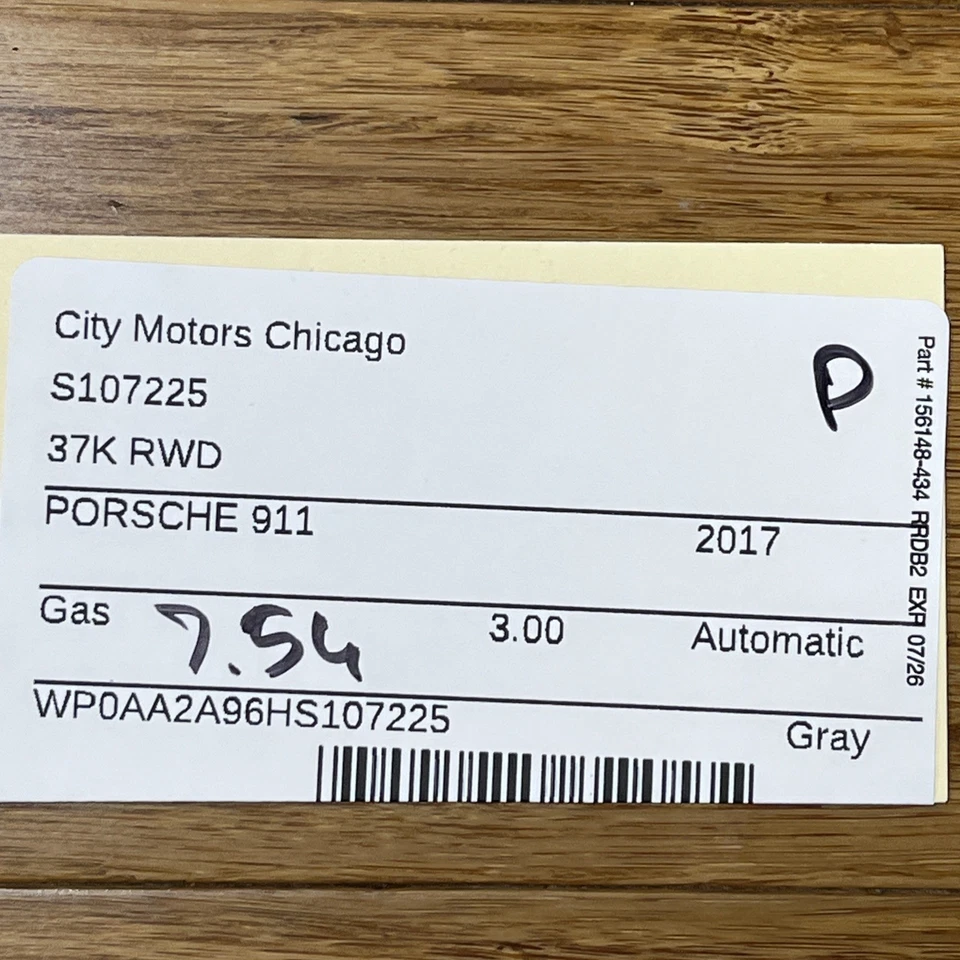 City Motors Chicago
S107225
37K RWD
P
PORSCHE 911 2017
Gas 7.54 3.00 Automatic
WP0AA2A96HS107225 Gray
Part # 156148-434 RRDB2 EXP 07/26